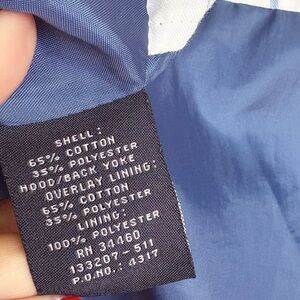 SHELL:
65% COTTON
35% POLYESTER
HOOD/BACK YOKE
OVERLAY LINING:
65% COTTON
35% POLYESTER
LINING:
100% POLYESTER
RN 34460
133207-511
P.O.NO.: 4317